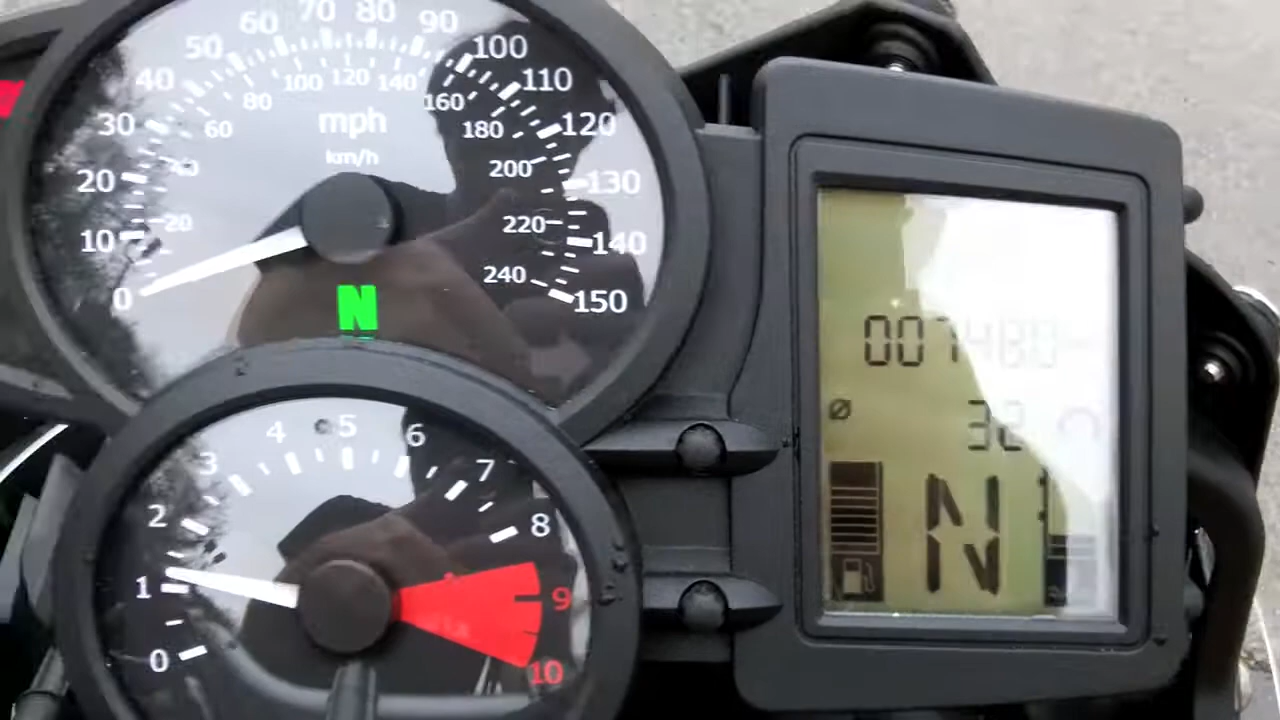 50 60 70 80 90 100
40 110
30 120
20 130
10 140
0 150
20 40 60 80 100 120 140 160 180 200 220 240
mph
km/h
N
0 1 2 3 4 5 6 7 8 9 10
ø
N